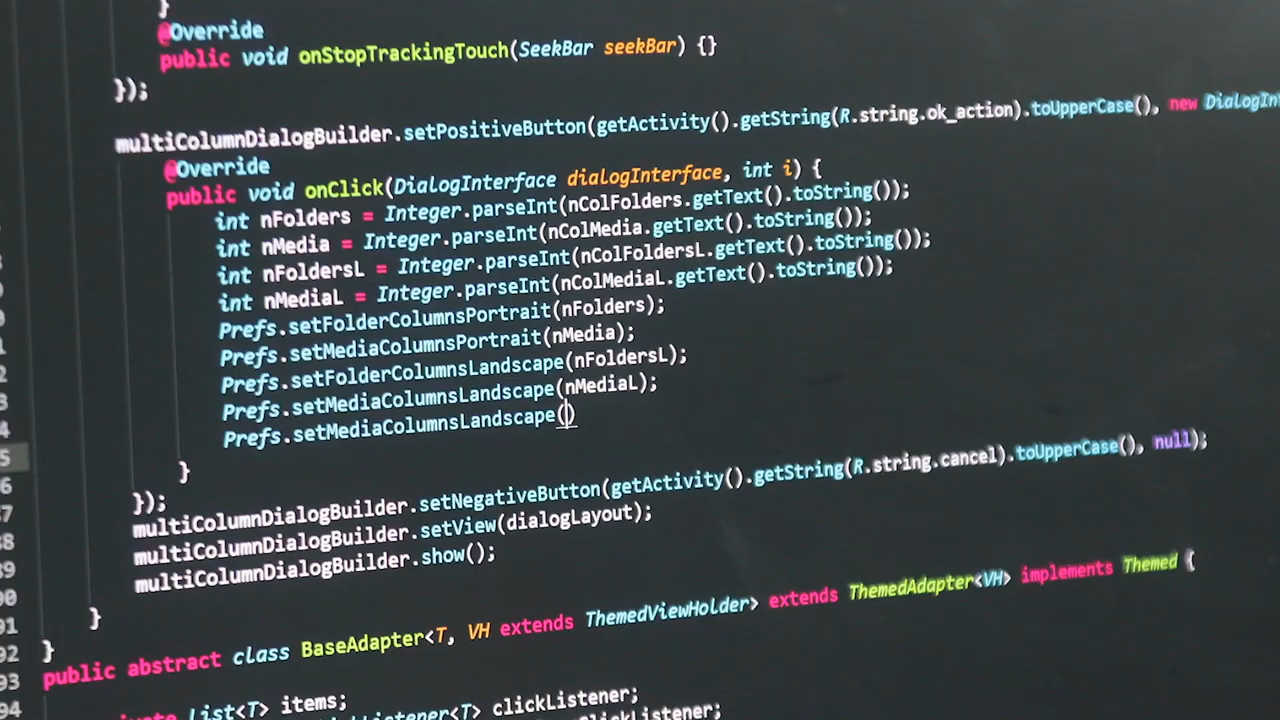 }
@Override
public void onStopTrackingTouch(SeekBar seekBar) {}
});
multiColumnDialogBuilder.setPositiveButton(getActivity().getString(R.string.ok_action).toUpperCase(), new DialogInt
@Override
public void onClick(DialogInterface dialogInterface, int i) {
int nFolders = Integer.parseInt(nColFolders.getText().toString());
int nMedia = Integer.parseInt(nColMedia.getText().toString());
int nFoldersL = Integer.parseInt(nColFoldersL.getText().toString());
int nMediaL = Integer.parseInt(nColMediaL.getText().toString());
Prefs.setFolderColumnsPortrait(nFolders);
Prefs.setMediaColumnsPortrait(nMedia);
Prefs.setFolderColumnsLandscape(nFoldersL);
Prefs.setMediaColumnsLandscape(nMediaL);
Prefs.setMediaColumnsLandscape()
}
});
multiColumnDialogBuilder.setNegativeButton(getActivity().getString(R.string.cancel).toUpperCase(), null);
multiColumnDialogBuilder.setView(dialogLayout);
multiColumnDialogBuilder.show();
}
}
public abstract class BaseAdapter<T, VH extends ThemedViewHolder> extends ThemedAdapter<VH> implements Themed {
private List<T> items;
clickListener;